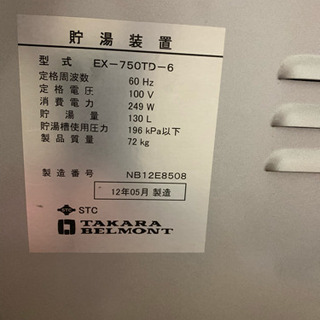 貯湯装置
型式 EX-750TD-6
定格周波数 60 Hz
定格電圧 100 V
消費電力 249 W
貯湯量 130 L
貯湯槽使用圧力 196 kPa以下
製品質量 72 kg
製造番号 NB12E8508
12年05月 製造
STC
TAKARA
BELMONT